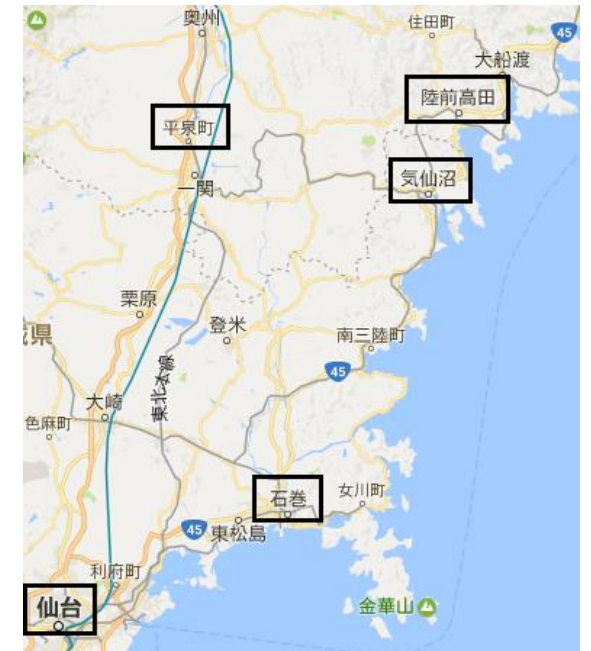 奥州
住田町
45
大船渡
陸前高田
平泉町
一関
気仙沼
栗原
登米
南三陸町
県
45
東北本線
大崎
色麻町
石巻
女川町
45
東松島
利府町
仙台
金華山